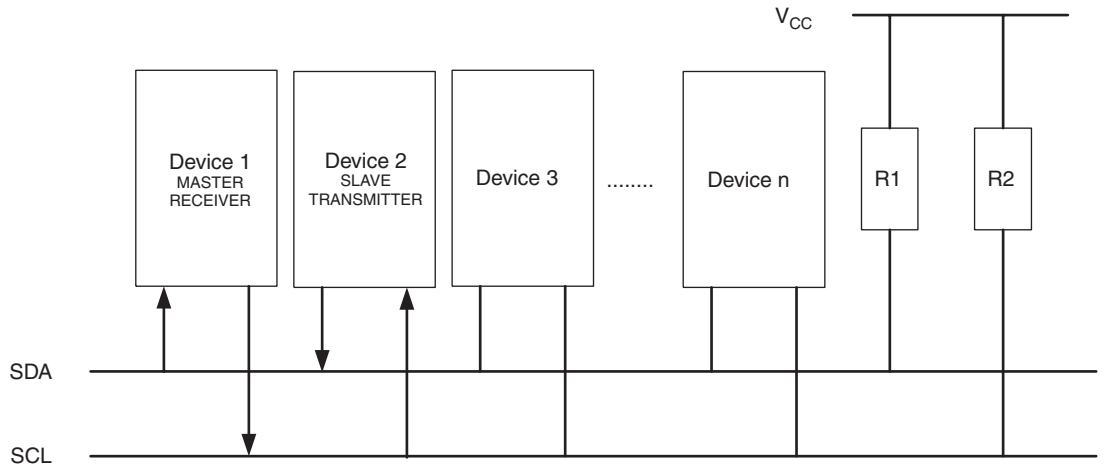 VCC
Device 1
MASTER
RECEIVER
Device 2
SLAVE
TRANSMITTER
Device 3
........
Device n
R1
R2
SDA
SCL